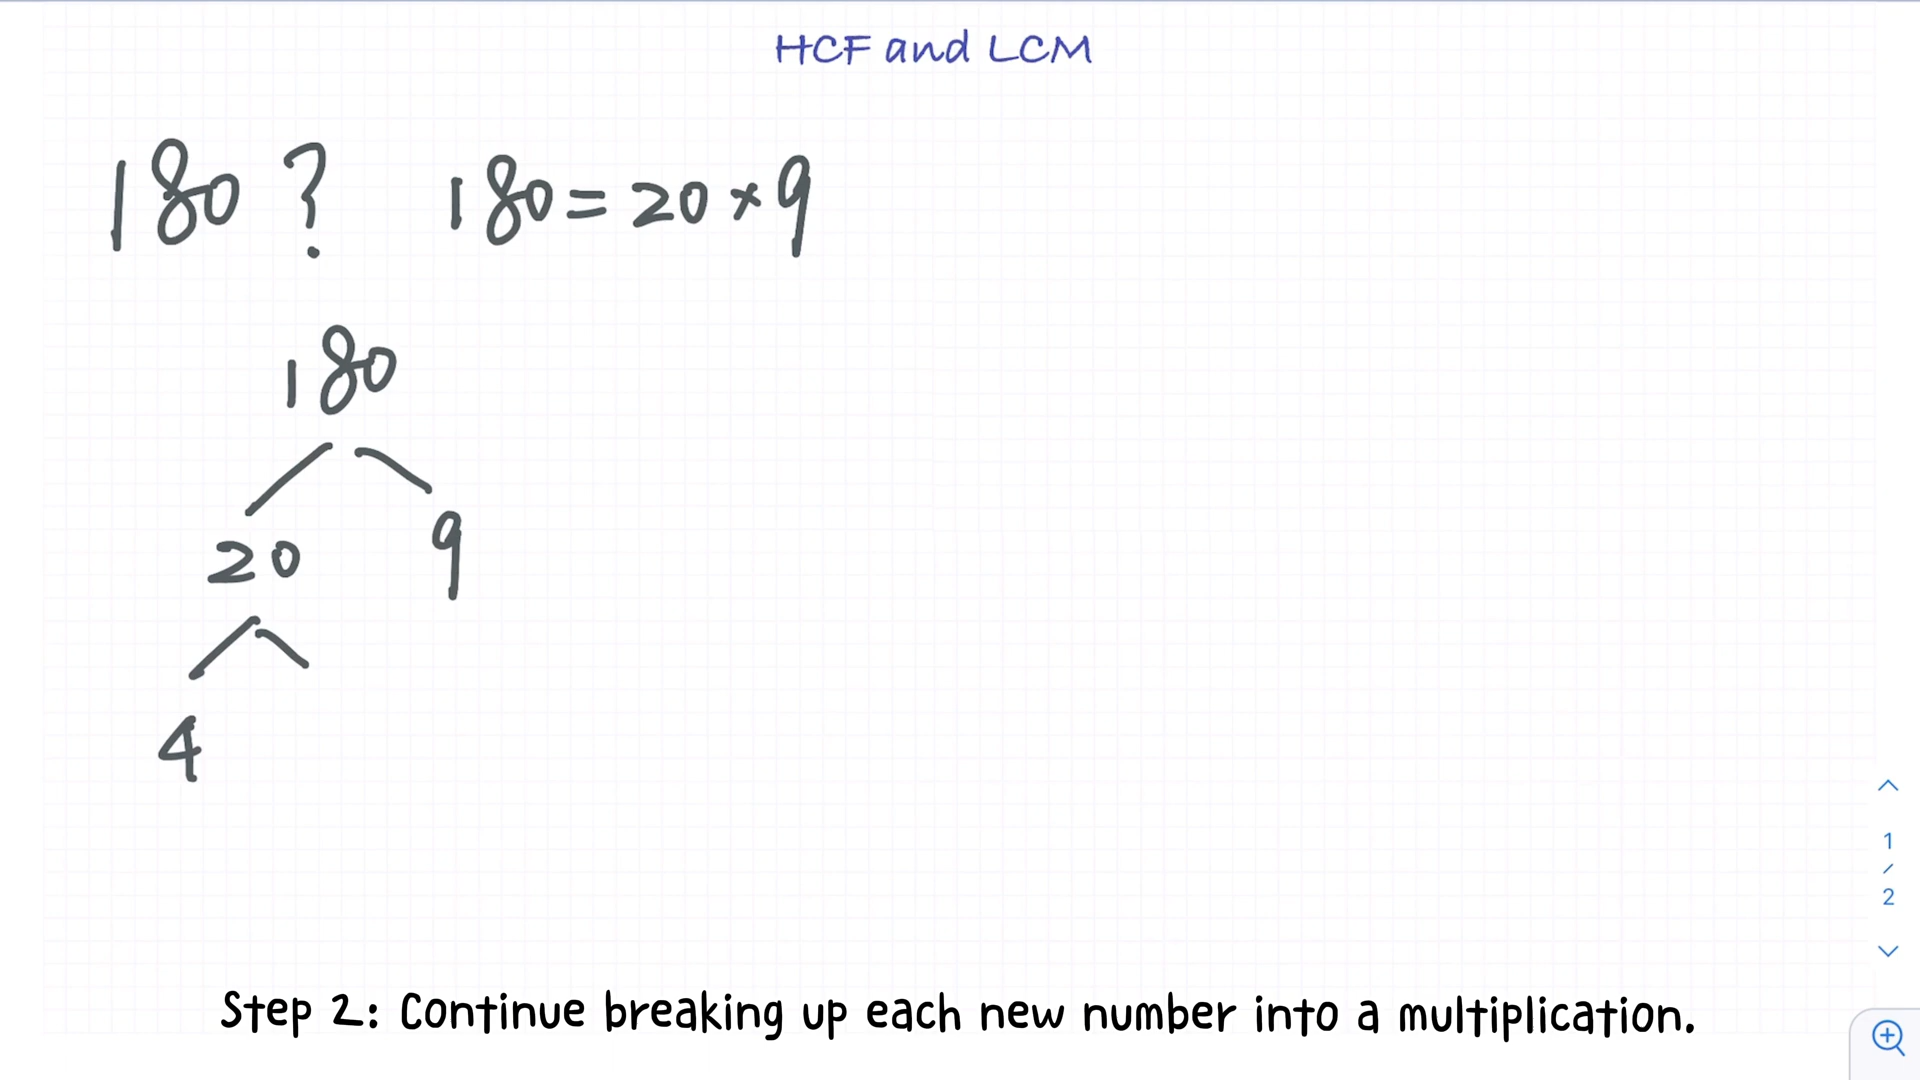 HCF and LCM
180 ? 180 = 20 × 9
180
20 9
4
1
/
2
Step 2: Continue breaking up each new number into a multiplication.